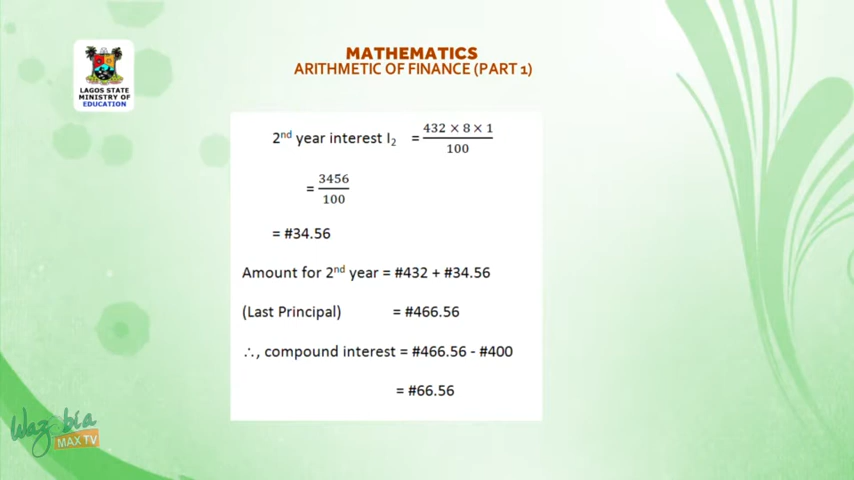 MATHEMATICS
ARITHMETIC OF FINANCE (PART 1)
LAGOS STATE
MINISTRY OF
EDUCATION
2nd year interest I2 = 432 × 8 × 1 / 100
= 3456 / 100
= #34.56
Amount for 2nd year = #432 + #34.56
(Last Principal) = #466.56
∴, compound interest = #466.56 - #400
= #66.56
Wazobia
MAX TV